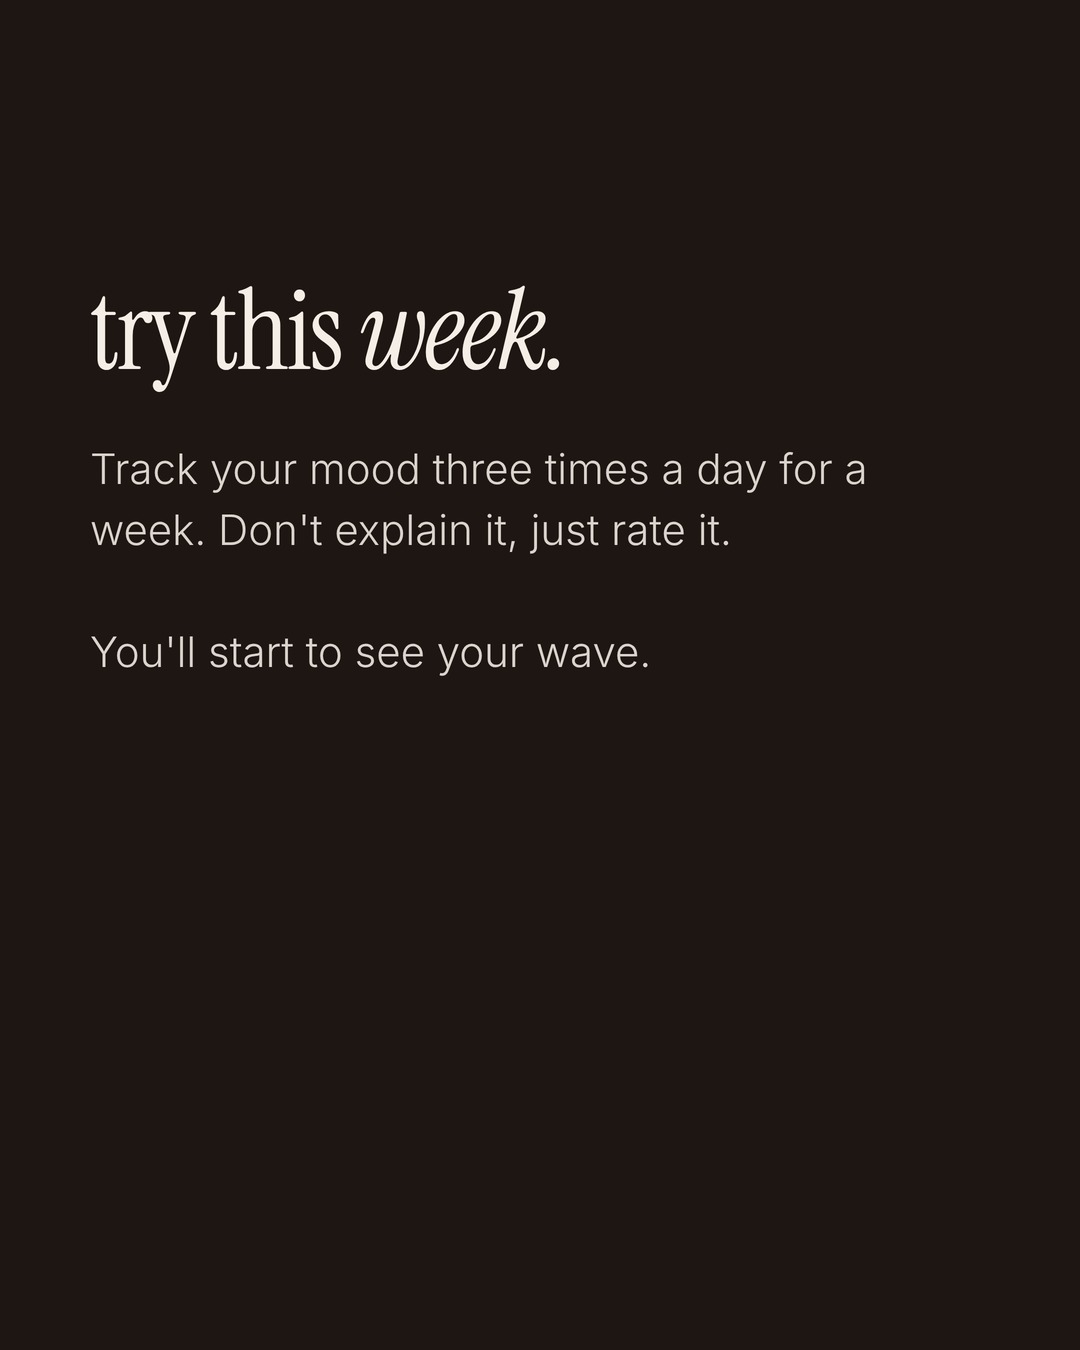 try this week.
Track your mood three times a day for a
week. Don't explain it, just rate it.
You'll start to see your wave.